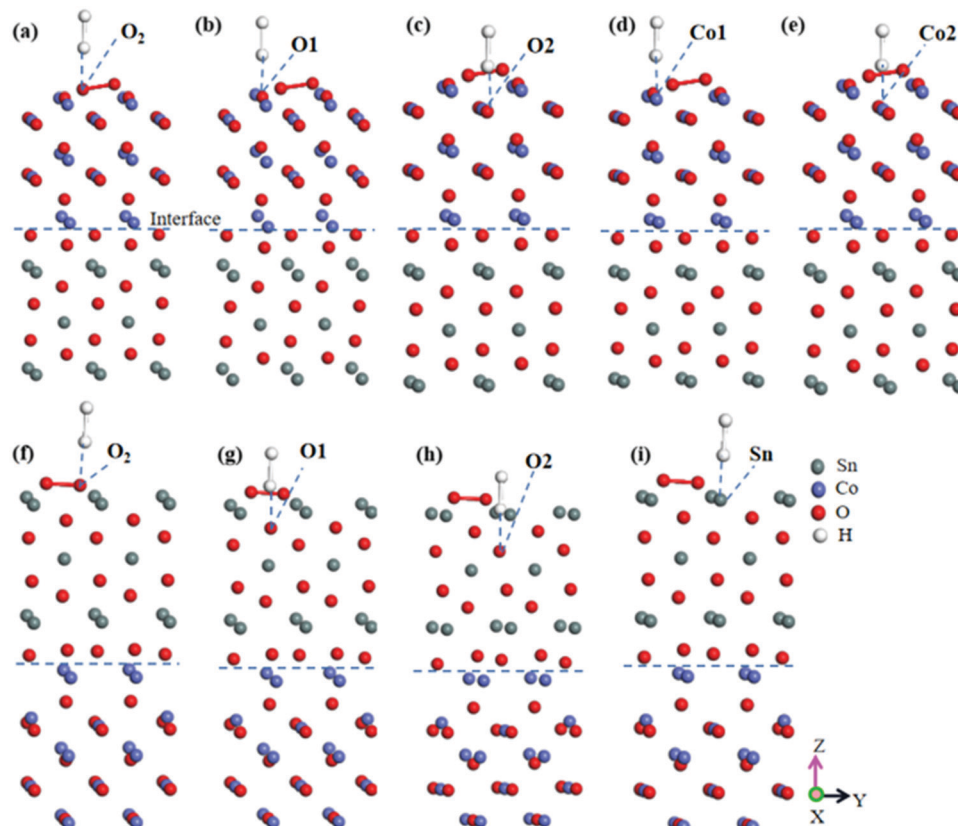 (a) O₂ (b) O1 (c) O2 (d) Co1 (e) Co2
Interface
(f) O₂ (g) O1 (h) O2 (i) Sn
Sn
Co
O
H
Z
Y
X